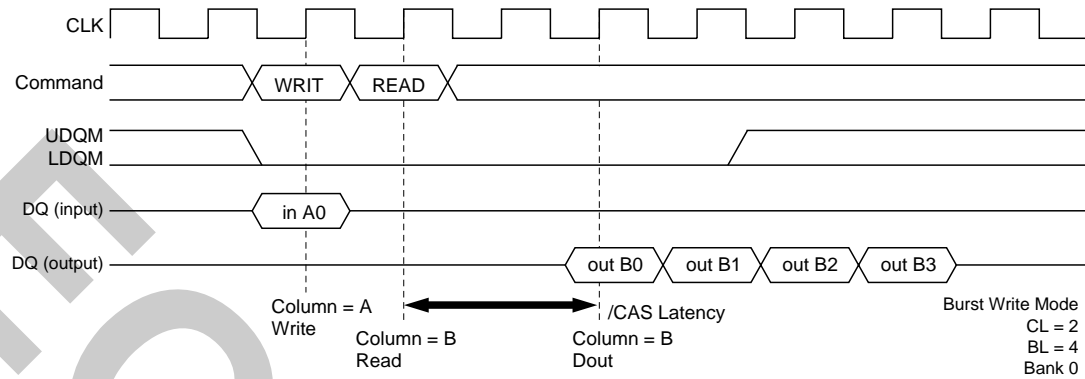 CLK
Command
WRIT
READ
UDQM
LDQM
DQ (input)
in A0
DQ (output)
out B0
out B1
out B2
out B3
Column = A
Write
Column = B
Read
/CAS Latency
Column = B
Dout
Burst Write Mode
CL = 2
BL = 4
Bank 0